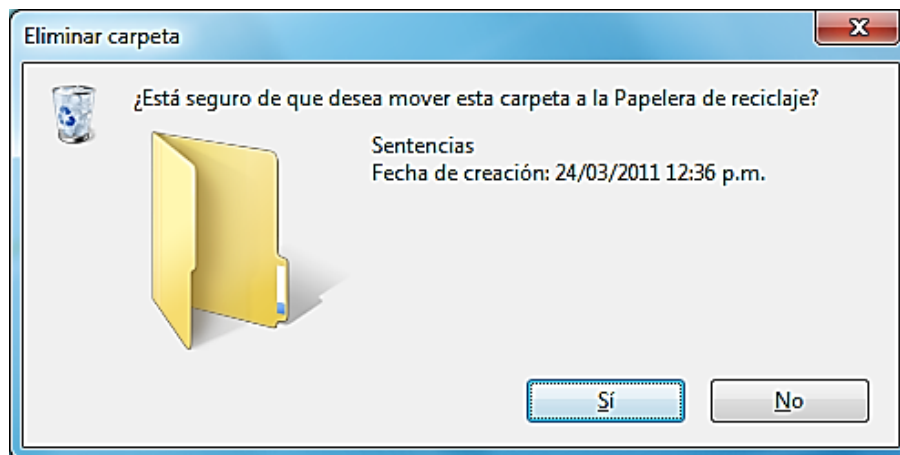 Eliminar carpeta
¿Está seguro de que desea mover esta carpeta a la Papelera de reciclaje?
Sentencias
Fecha de creación: 24/03/2011 12:36 p.m.
Sí
No